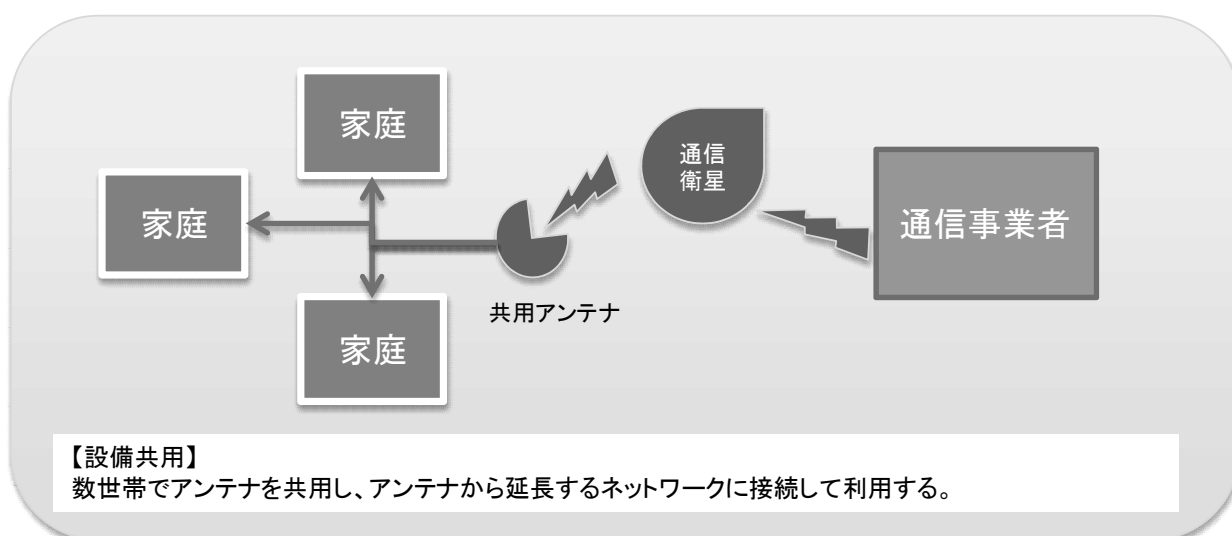 家庭
家庭
家庭
共用アンテナ
通信
衛星
通信事業者
【設備共用】
数世帯でアンテナを共用し、アンテナから延長するネットワークに接続して利用する。